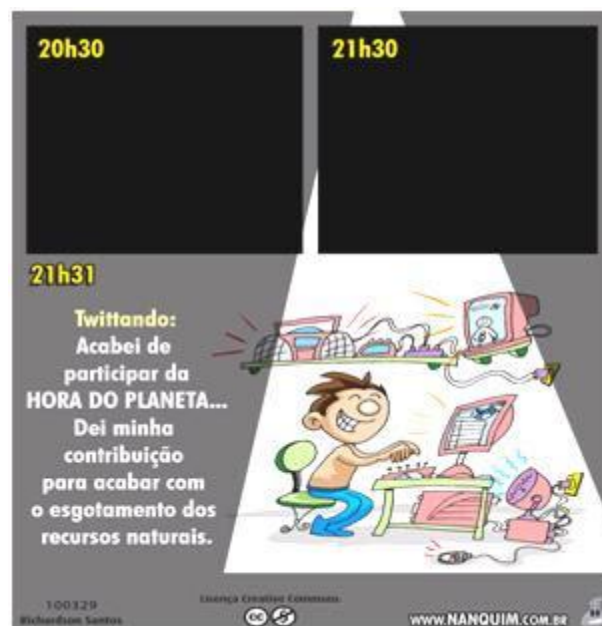 20h30
21h30
21h31
Twittando:
Acabei de
participar da
HORA DO PLANETA...
Dei minha
contribuição
para acabar com
o esgotamento dos
recursos naturais.
100329
Richardson Santos
Licença Creative Commons:
cc
www.NANQUIM.com.br